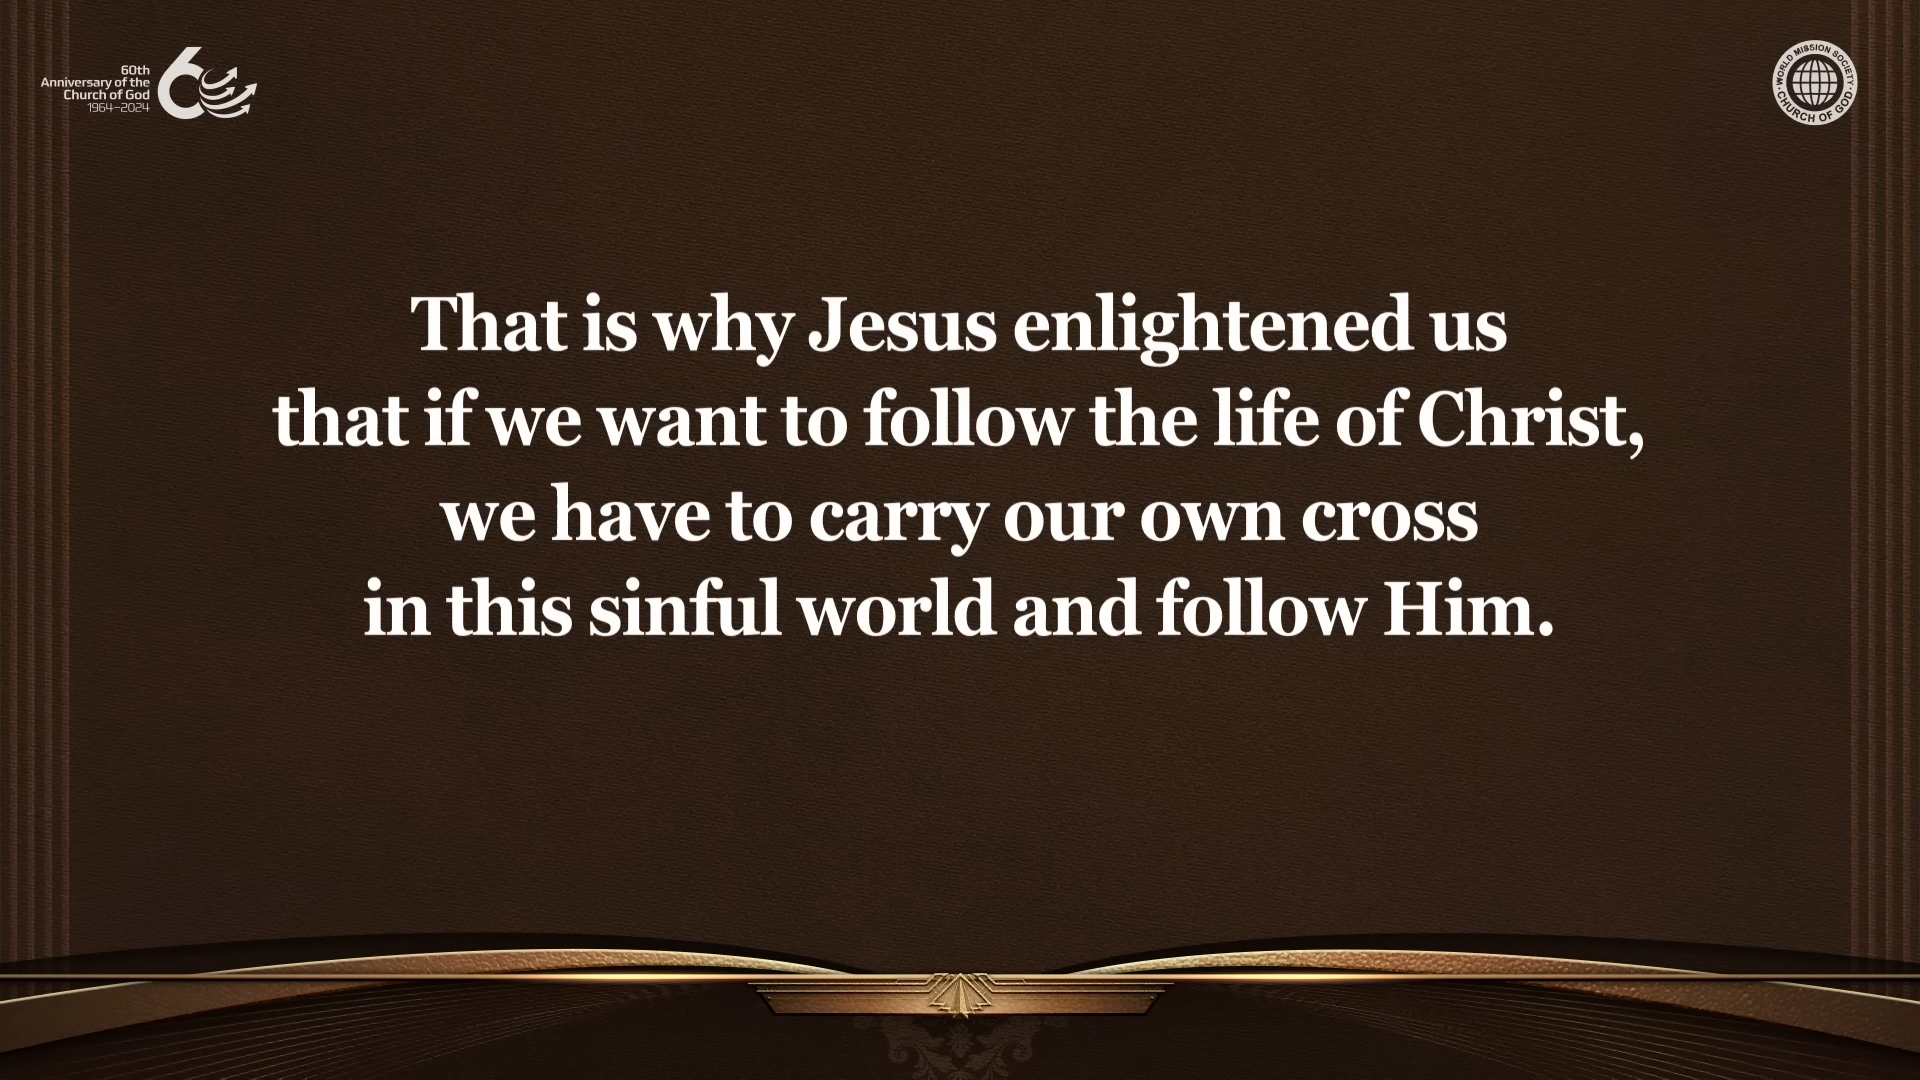 60th
Anniversary of the
Church of God
1964–2024
WORLD MISSION SOCIETY
CHURCH OF GOD
That is why Jesus enlightened us
that if we want to follow the life of Christ,
we have to carry our own cross
in this sinful world and follow Him.